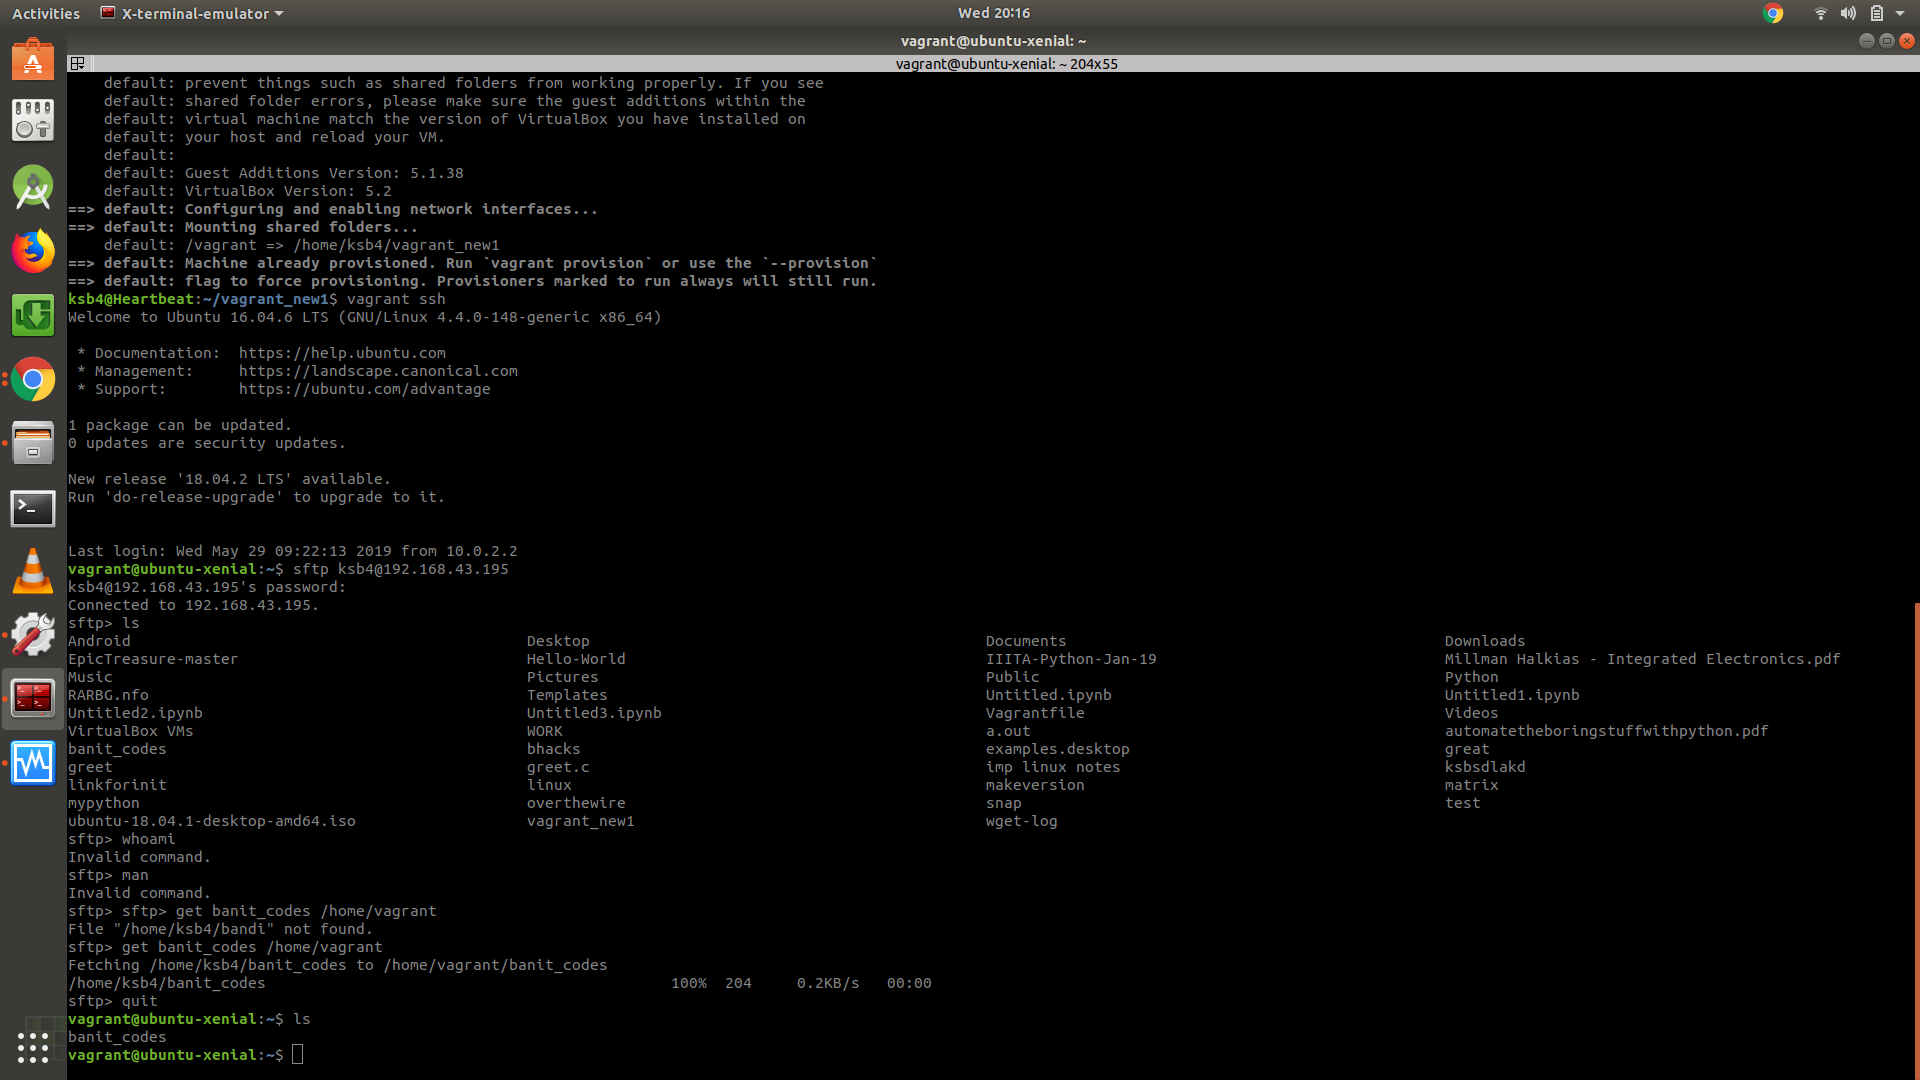 Activities X-terminal-emulator Wed 20:16
vagrant@ubuntu-xenial: ~
vagrant@ubuntu-xenial: ~ 204x55
default: prevent things such as shared folders from working properly. If you see
default: shared folder errors, please make sure the guest additions within the
default: virtual machine match the version of VirtualBox you have installed on
default: your host and reload your VM.
default:
default: Guest Additions Version: 5.1.38
default: VirtualBox Version: 5.2
==> default: Configuring and enabling network interfaces...
==> default: Mounting shared folders...
default: /vagrant => /home/ksb4/vagrant_new1
==> default: Machine already provisioned. Run `vagrant provision` or use the `--provision`
==> default: flag to force provisioning. Provisioners marked to run always will still run.
ksb4@Heartbeat:~/vagrant_new1$ vagrant ssh
Welcome to Ubuntu 16.04.6 LTS (GNU/Linux 4.4.0-148-generic x86_64)
* Documentation:  https://help.ubuntu.com
* Management:     https://landscape.canonical.com
* Support:        https://ubuntu.com/advantage
1 package can be updated.
0 updates are security updates.
New release '18.04.2 LTS' available.
Run 'do-release-upgrade' to upgrade to it.
Last login: Wed May 29 09:22:13 2019 from 10.0.2.2
vagrant@ubuntu-xenial:~$ sftp ksb4@192.168.43.195
ksb4@192.168.43.195's password:
Connected to 192.168.43.195.
sftp> ls
Android Desktop Documents Downloads
EpicTreasure-master Hello-World IIITA-Python-Jan-19 Millman Halkias - Integrated Electronics.pdf
Music Pictures Public Python
RARBG.nfo Templates Untitled.ipynb Untitled1.ipynb
Untitled2.ipynb Untitled3.ipynb Vagrantfile Videos
VirtualBox VMs WORK a.out automatetheboringstuffwithpython.pdf
banit_codes bhacks examples.desktop great
greet greet.c imp linux notes ksbsdlakd
linkforinit linux makeversion matrix
mypython overthewire snap test
ubuntu-18.04.1-desktop-amd64.iso vagrant_new1 wget-log
sftp> whoami
Invalid command.
sftp> man
Invalid command.
sftp> sftp> get banit_codes /home/vagrant
File "/home/ksb4/bandi" not found.
sftp> get banit_codes /home/vagrant
Fetching /home/ksb4/banit_codes to /home/vagrant/banit_codes
/home/ksb4/banit_codes 100% 204 0.2KB/s 00:00
sftp> quit
vagrant@ubuntu-xenial:~$ ls
banit_codes
vagrant@ubuntu-xenial:~$